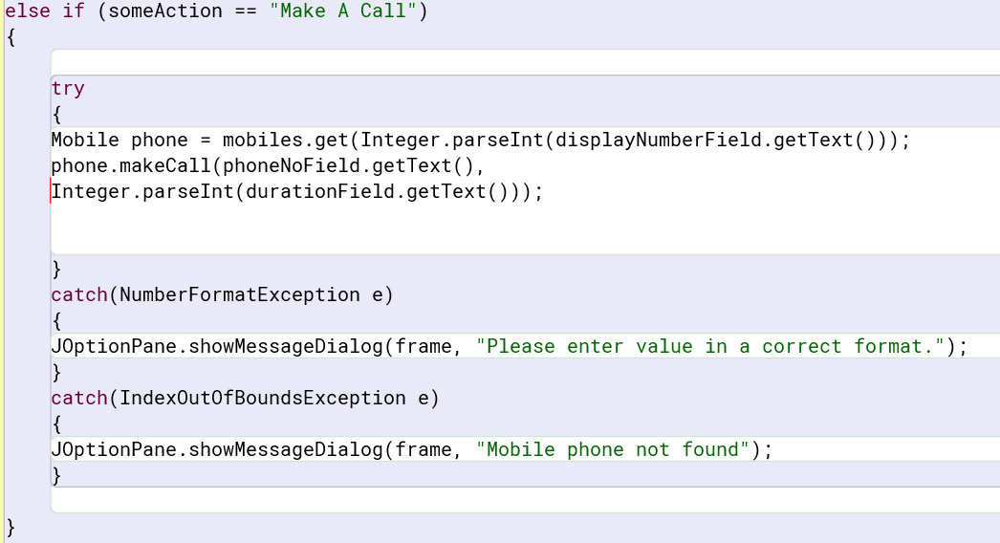 else if (someAction == "Make A Call")
{
try
{
Mobile phone = mobiles.get(Integer.parseInt(displayNumberField.getText()));
phone.makeCall(phoneNoField.getText(),
Integer.parseInt(durationField.getText()));
}
catch(NumberFormatException e)
{
JOptionPane.showMessageDialog(frame, "Please enter value in a correct format.");
}
catch(IndexOutOfBoundsException e)
{
JOptionPane.showMessageDialog(frame, "Mobile phone not found");
}
}